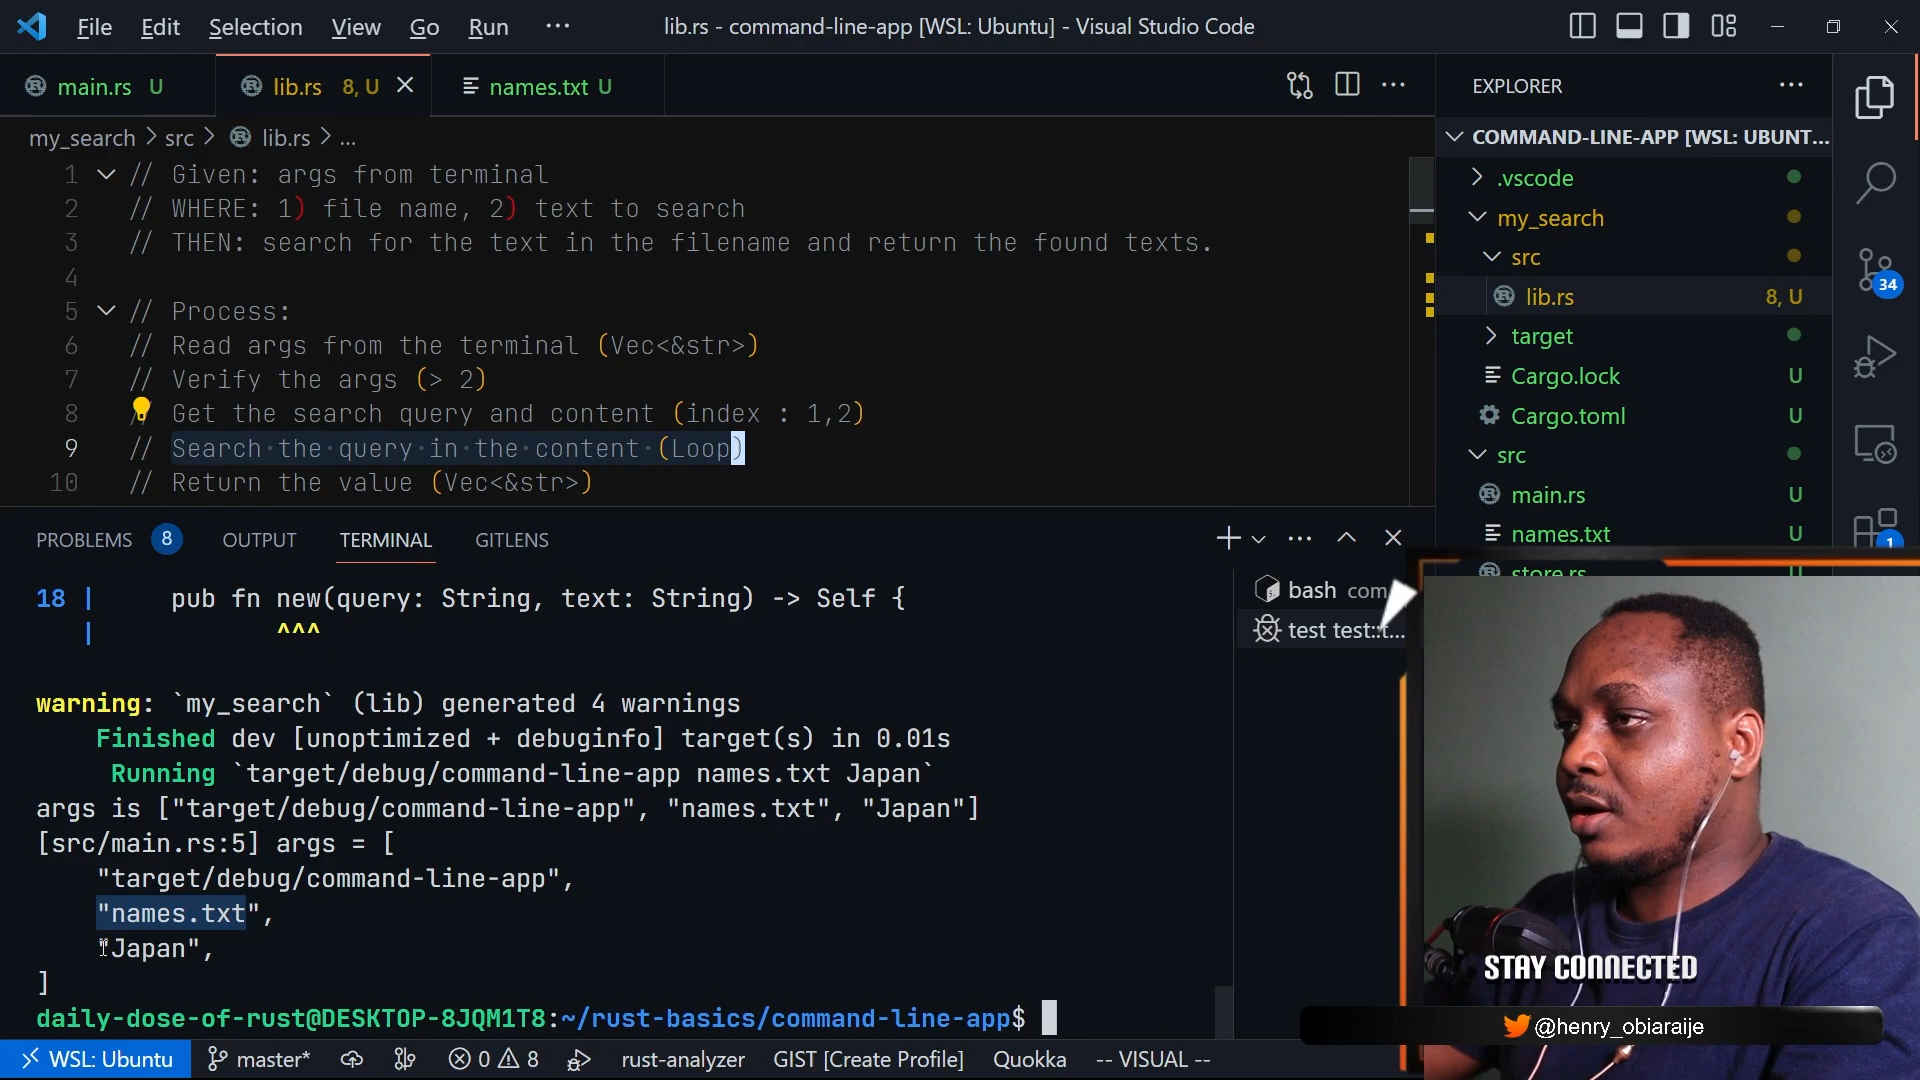 File Edit Selection View Go Run ··· lib.rs - command-line-app [WSL: Ubuntu] - Visual Studio Code
main.rs U lib.rs 8, U names.txt U
my_search > src > lib.rs > ...
1 // Given: args from terminal
2 // WHERE: 1) file name, 2) text to search
3 // THEN: search for the text in the filename and return the found texts.
4
5 // Process:
6 // Read args from the terminal (Vec<&str>)
7 // Verify the args (> 2)
8 // Get the search query and content (index : 1,2)
9 // Search the query in the content (Loop)
10 // Return the value (Vec<&str>)
PROBLEMS 8 OUTPUT TERMINAL GITLENS
18 | pub fn new(query: String, text: String) -> Self {
| ^^^
warning: `my_search` (lib) generated 4 warnings
Finished dev [unoptimized + debuginfo] target(s) in 0.01s
Running `target/debug/command-line-app names.txt Japan`
args is ["target/debug/command-line-app", "names.txt", "Japan"]
[src/main.rs:5] args = [
"target/debug/command-line-app",
"names.txt",
"Japan",
]
daily-dose-of-rust@DESKTOP-8JQM1T8:~/rust-basics/command-line-app$
bash com
test test::t...
EXPLORER
COMMAND-LINE-APP [WSL: UBUNT...
.vscode
my_search
src
lib.rs 8, U
target
Cargo.lock U
Cargo.toml U
src
main.rs U
names.txt U
store.rs U
34
1
STAY CONNECTED
@henry_obiaraije
WSL: Ubuntu master* 0 8 rust-analyzer GIST [Create Profile] Quokka -- VISUAL --